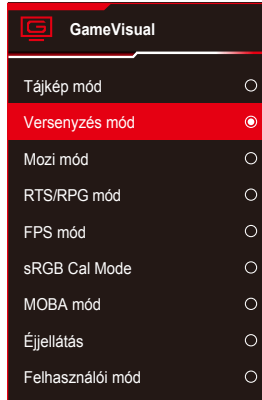 GameVisual
Tájkép mód
Versenyzés mód
Mozi mód
RTS/RPG mód
FPS mód
sRGB Cal Mode
MOBA mód
Éjjellátás
Felhasználói mód